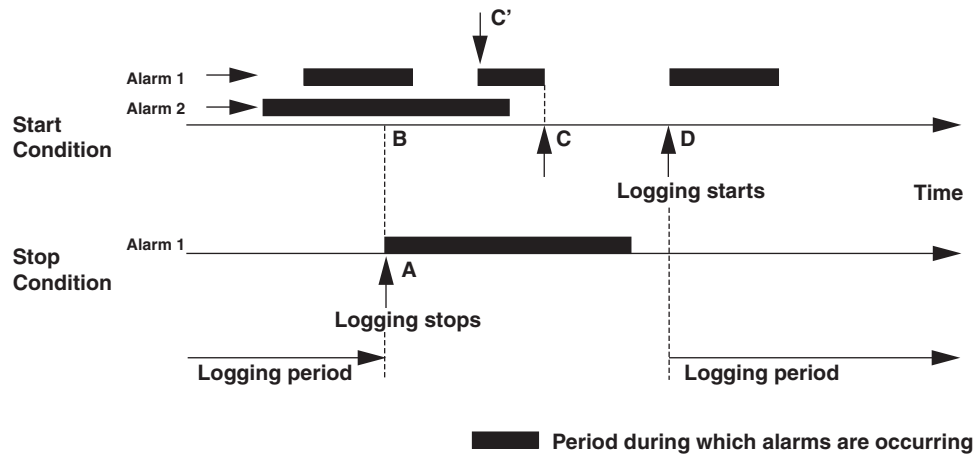 C'
Alarm 1
Alarm 2
Start
Condition
B
C
D
Logging starts
Time
Alarm 1
Stop
Condition
A
Logging stops
Logging period
Logging period
Period during which alarms are occurring